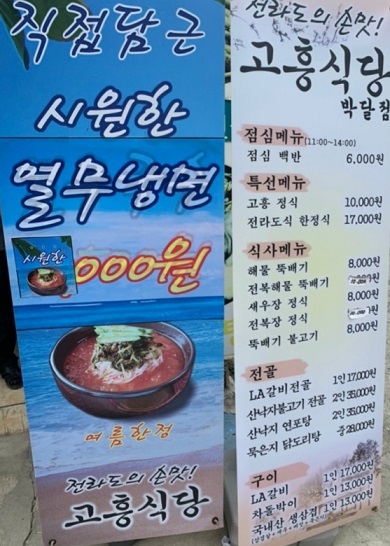 직접담근
시원한
열무냉면
시원한
,000원
여름한정
전라도의 손맛!
고흥식당
전라도의 손맛!
고흥식당
박달점
점심메뉴 (11:00~14:00)
점심 백반 6,000원
특선메뉴
고흥 정식 10,000원
전라도식 한정식 17,000원
식사메뉴
해물 뚝배기 8,000원
전복해물 뚝배기
새우장 정식 8,000원
전복장 정식
뚝배기 불고기 8,000원
전골
LA갈비전골 1인 17,000원
산낙지불고기 전골 2인 35,000원
산낙지 연포탕 2인 35,000원
묵은지 닭도리탕 중 28,000원
구이
LA갈비 1인 17,000원
차돌박이 1인 13,000원
국내산 생삼겹 1인 13,000원